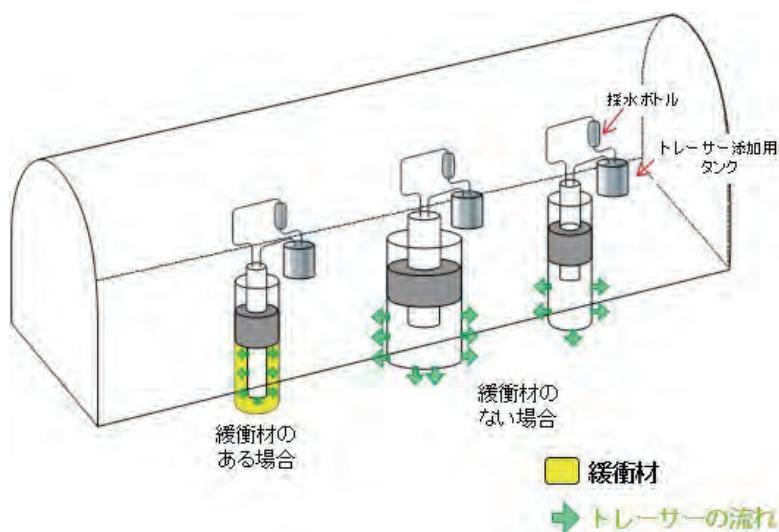 採水ボトル
トレーサー添加用
タンク
緩衝材の
ある場合
緩衝材の
ない場合
緩衝材
トレーサーの流れ